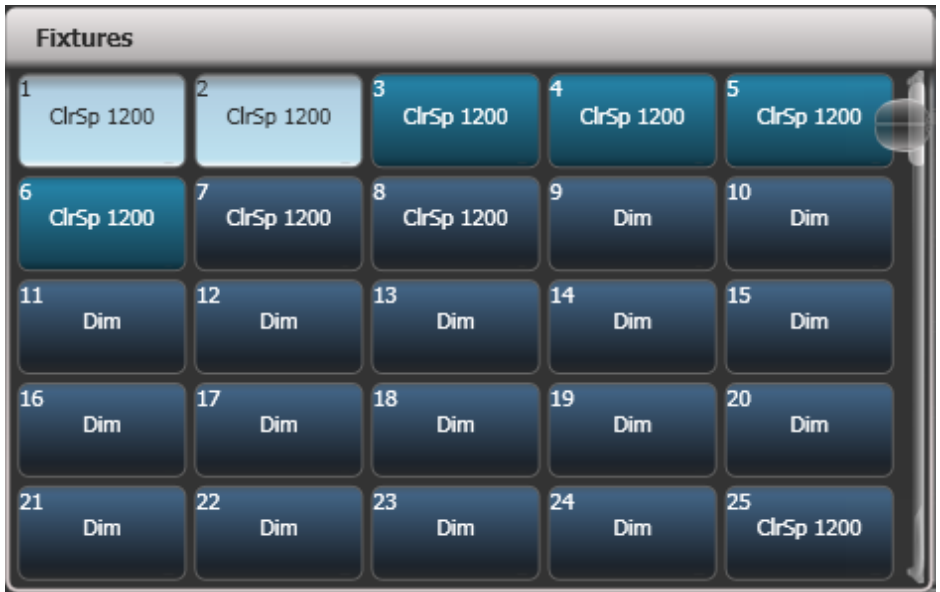 Fixtures
1 ClrSp 1200
2 ClrSp 1200
3 ClrSp 1200
4 ClrSp 1200
5 ClrSp 1200
6 ClrSp 1200
7 ClrSp 1200
8 ClrSp 1200
9 Dim
10 Dim
11 Dim
12 Dim
13 Dim
14 Dim
15 Dim
16 Dim
17 Dim
18 Dim
19 Dim
20 Dim
21 Dim
22 Dim
23 Dim
24 Dim
25 ClrSp 1200